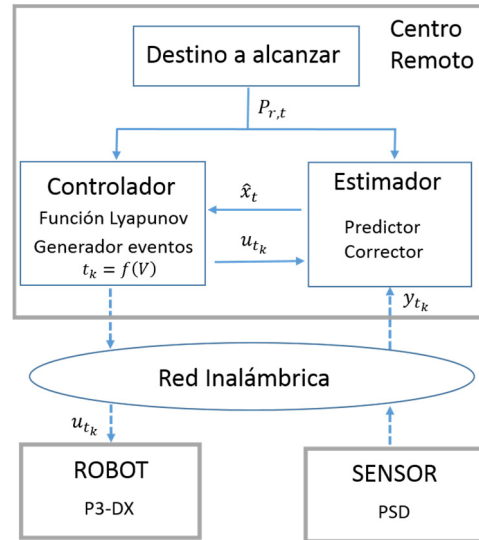 Centro
Remoto
Destino a alcanzar
$P_{r,t}$
Controlador
Función Lyapunov
Generador eventos
$t_k = f(V)$
$\hat{x}_t$
$u_{t_k}$
Estimador
Predictor
Corrector
$y_{t_k}$
Red Inalámbrica
$u_{t_k}$
ROBOT
P3-DX
SENSOR
PSD